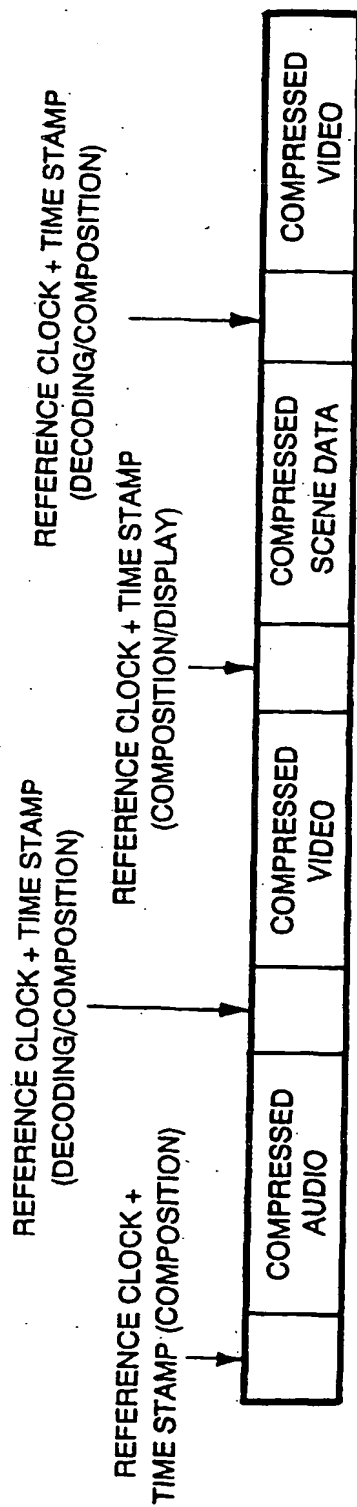 REFERENCE CLOCK +
TIME STAMP (COMPOSITION)
REFERENCE CLOCK + TIME STAMP
(DECODING/COMPOSITION)
REFERENCE CLOCK + TIME STAMP
(COMPOSITION/DISPLAY)
REFERENCE CLOCK + TIME STAMP
(DECODING/COMPOSITION)
COMPRESSED
AUDIO
COMPRESSED
VIDEO
COMPRESSED
SCENE DATA
COMPRESSED
VIDEO